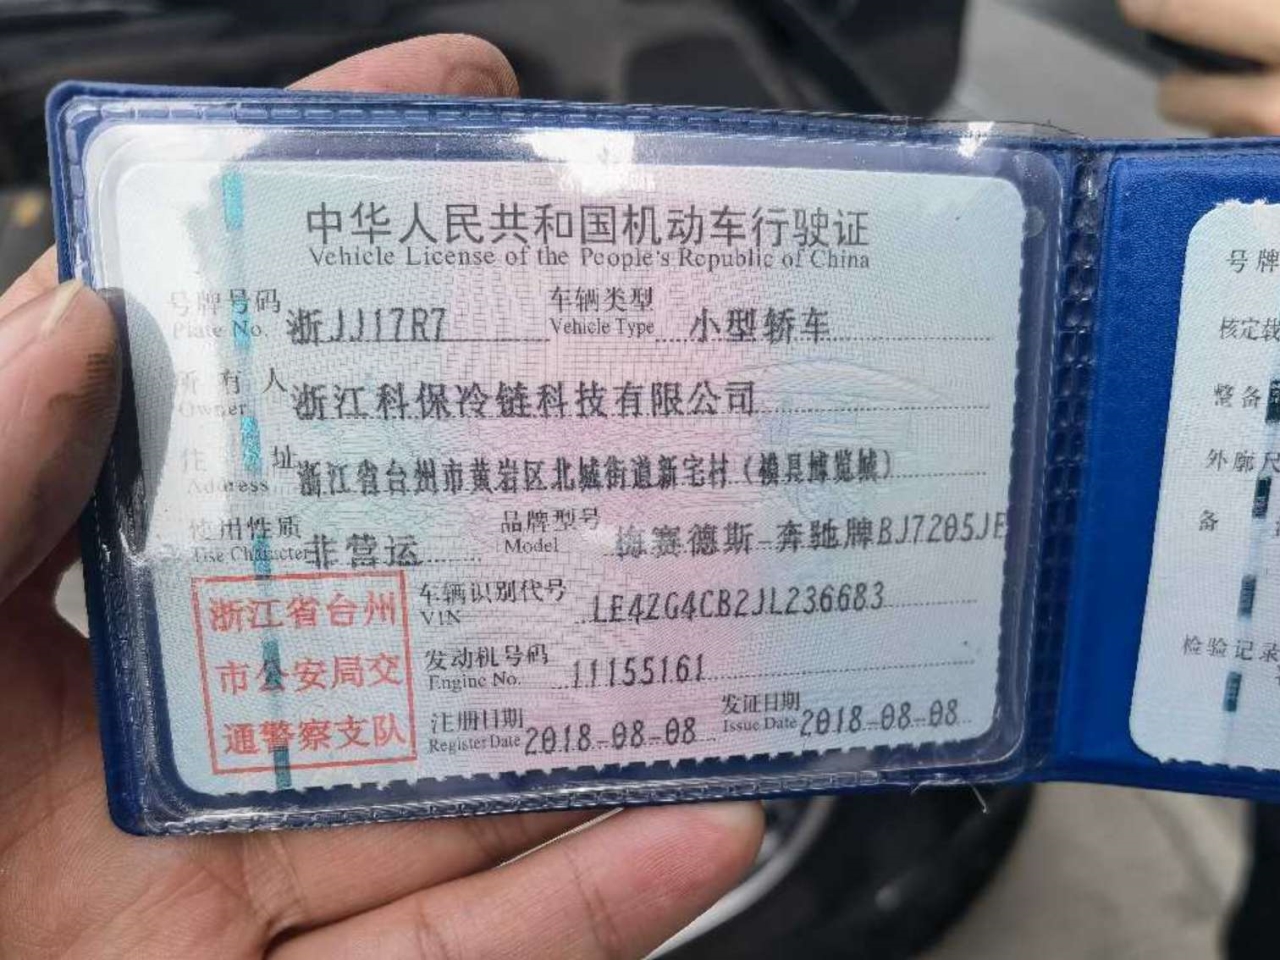 中华人民共和国机动车行驶证
Vehicle License of the People's Republic of China
号牌号码 浙JJ17R7 车辆类型 小型轿车
Plate No. Vehicle Type
所有人 浙江科保冷链科技有限公司
Owner
住址 浙江省台州市黄岩区北城街道新宅村（模具博览城）
Address
使用性质 非营运 品牌型号 梅赛德斯-奔驰牌BJ7205JE
Use Character Model
浙江省台州
市公安局交
通警察支队
车辆识别代号 LE4ZG4CB2JL236683
VIN
发动机号码 11155161
Engine No.
注册日期 2018-08-08 发证日期 2018-08-08
Register Date Issue Date
号牌
核定载
整备
外廓尺
备
检验记录